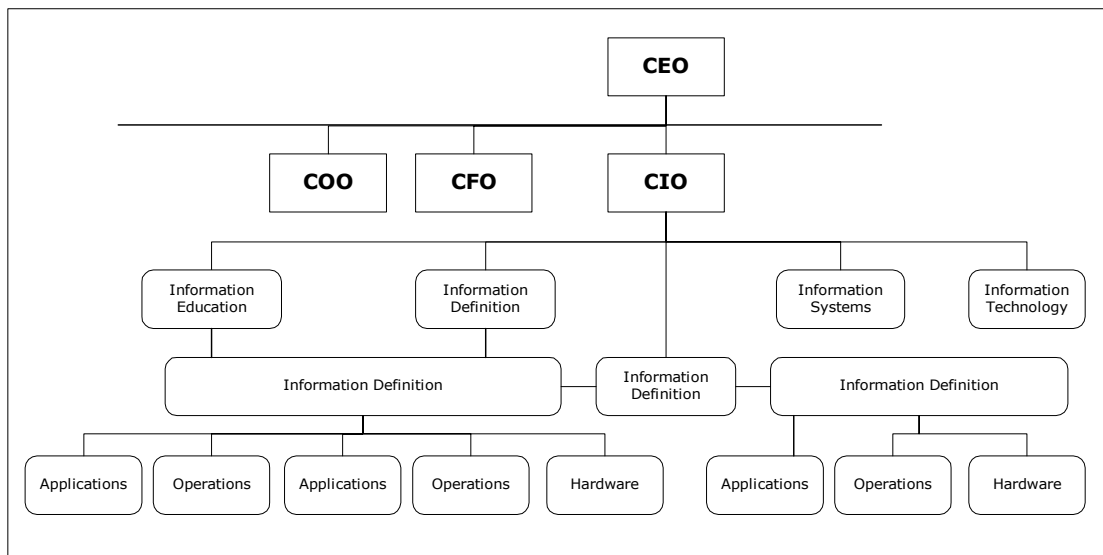 CEO
COO
CFO
CIO
Information
Education
Information
Definition
Information
Systems
Information
Technology
Information Definition
Information
Definition
Information Definition
Applications
Operations
Applications
Operations
Hardware
Applications
Operations
Hardware